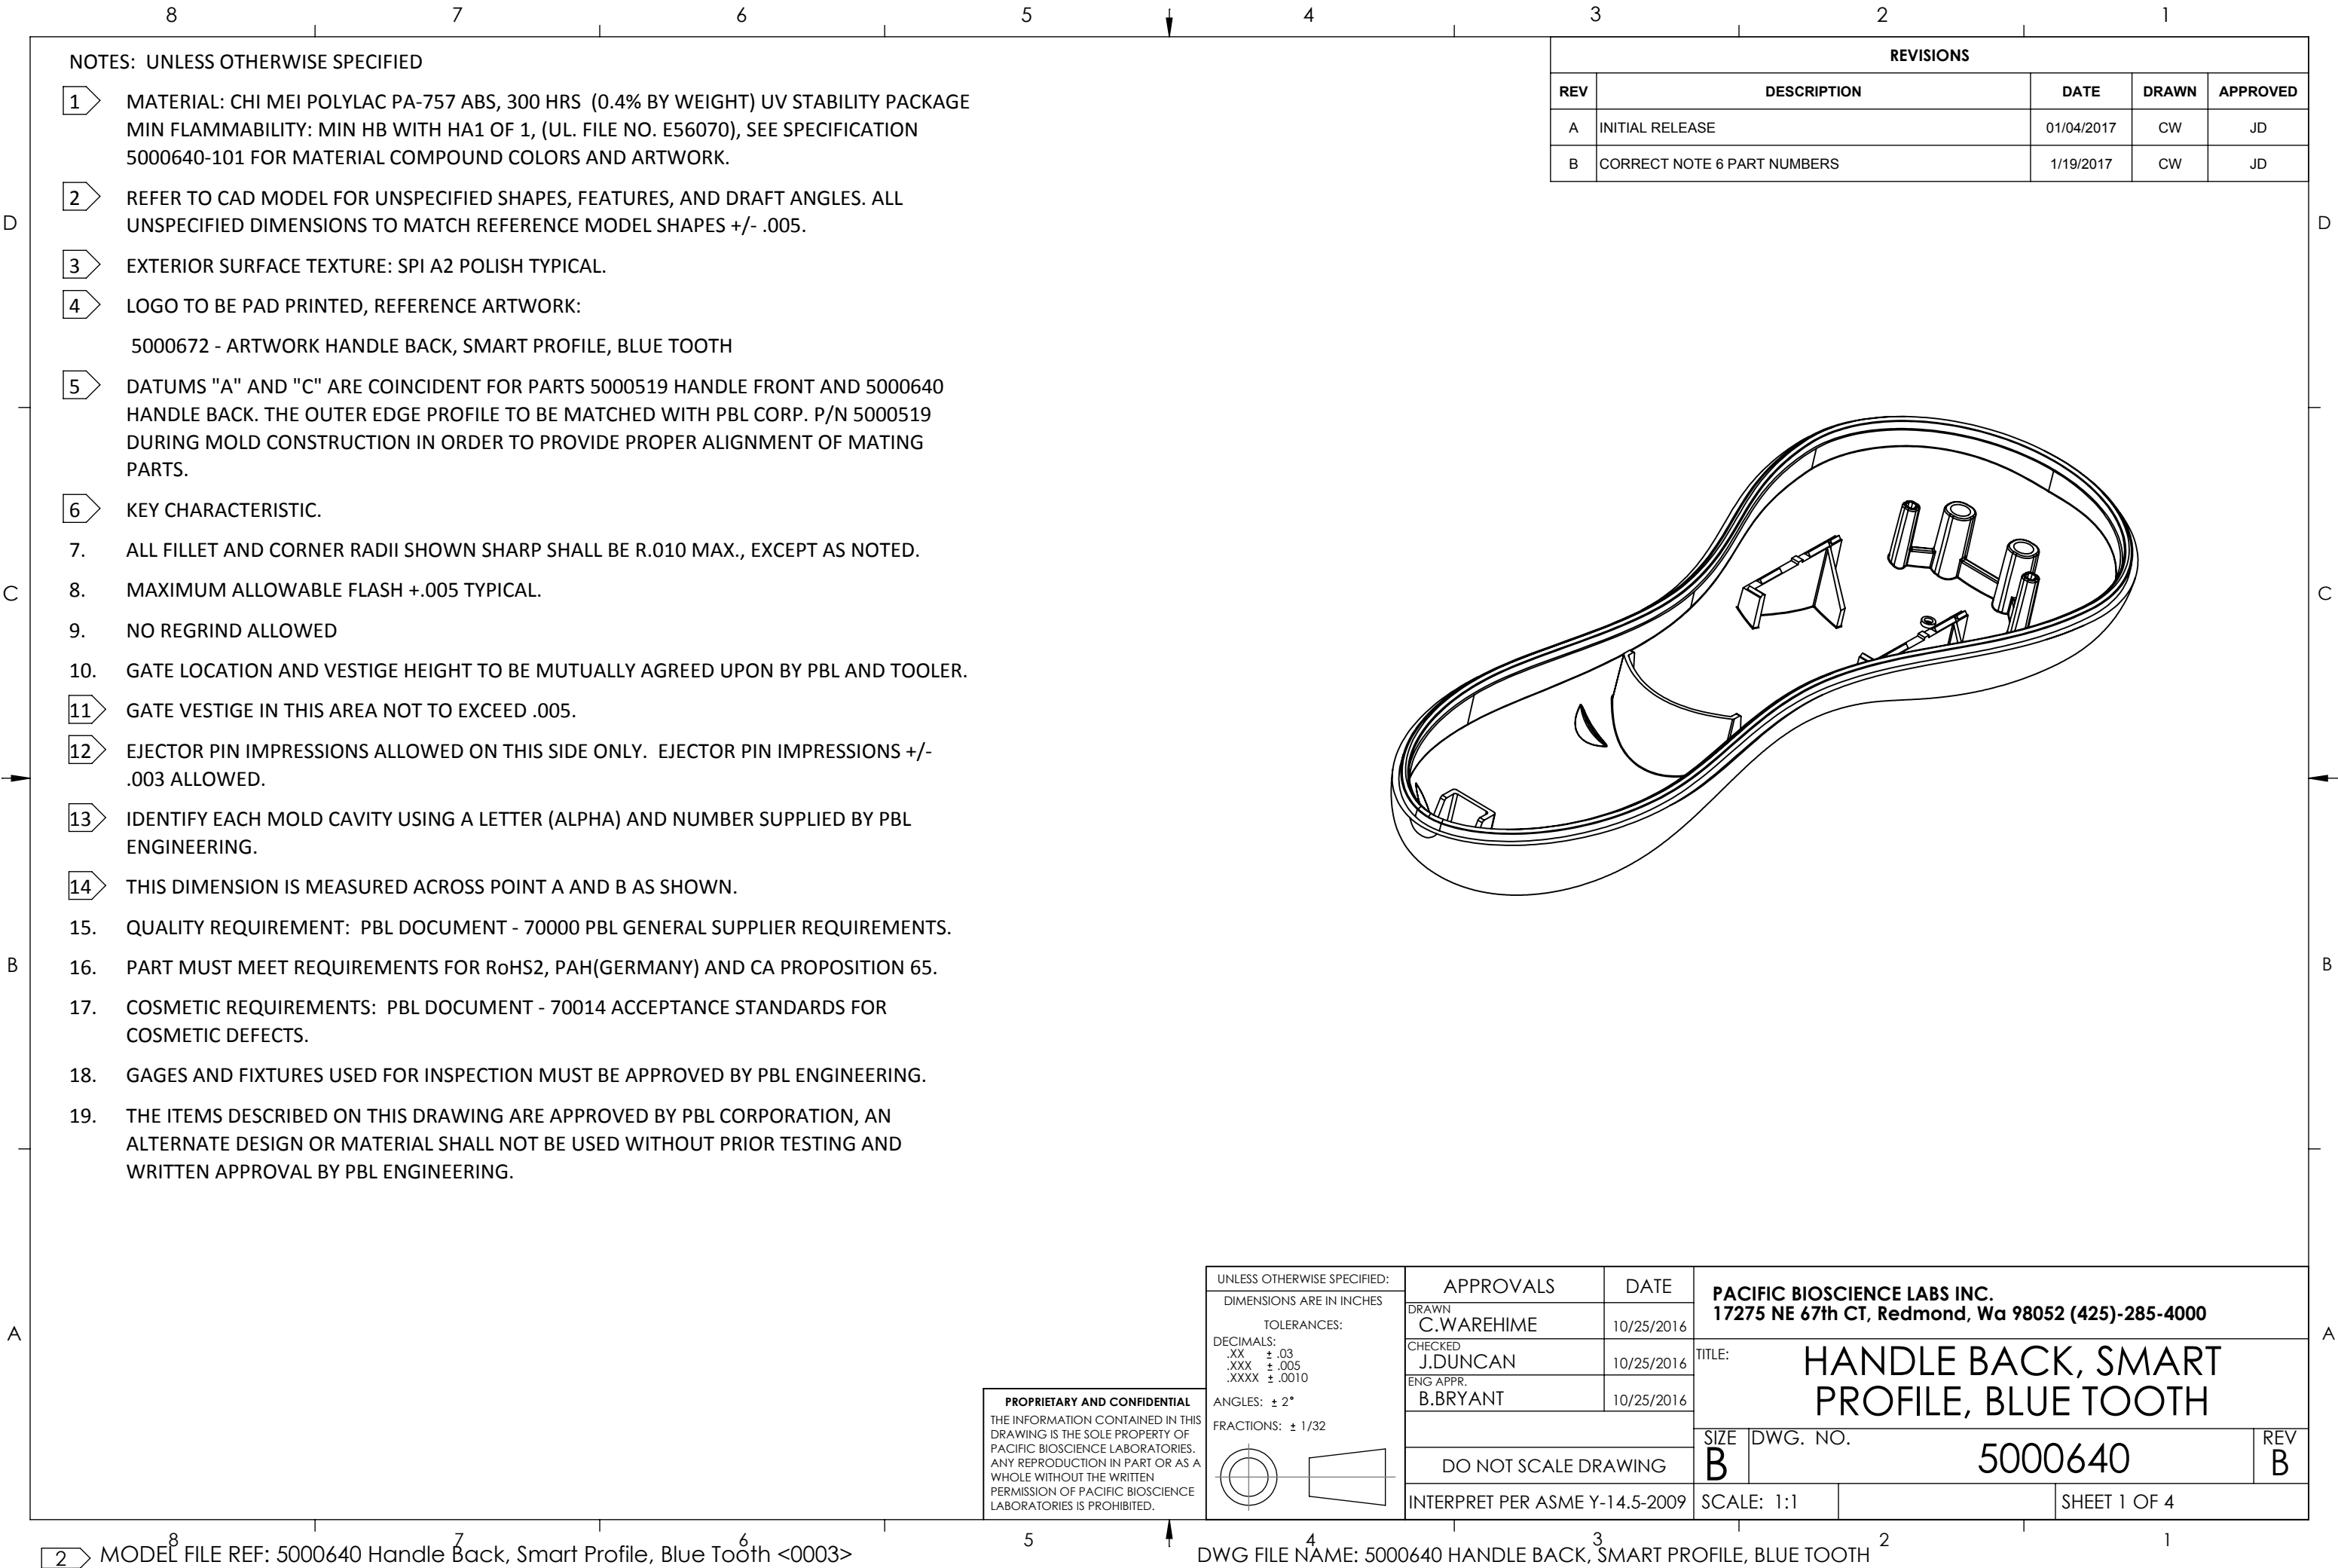 8 7 6 5 4 3 2 1
NOTES: UNLESS OTHERWISE SPECIFIED
1 MATERIAL: CHI MEI POLYLAC PA-757 ABS, 300 HRS (0.4% BY WEIGHT) UV STABILITY PACKAGE
MIN FLAMMABILITY: MIN HB WITH HA1 OF 1, (UL. FILE NO. E56070), SEE SPECIFICATION
5000640-101 FOR MATERIAL COMPOUND COLORS AND ARTWORK.
2 REFER TO CAD MODEL FOR UNSPECIFIED SHAPES, FEATURES, AND DRAFT ANGLES. ALL
UNSPECIFIED DIMENSIONS TO MATCH REFERENCE MODEL SHAPES +/- .005.
3 EXTERIOR SURFACE TEXTURE: SPI A2 POLISH TYPICAL.
4 LOGO TO BE PAD PRINTED, REFERENCE ARTWORK:
5000672 - ARTWORK HANDLE BACK, SMART PROFILE, BLUE TOOTH
5 DATUMS "A" AND "C" ARE COINCIDENT FOR PARTS 5000519 HANDLE FRONT AND 5000640
HANDLE BACK. THE OUTER EDGE PROFILE TO BE MATCHED WITH PBL CORP. P/N 5000519
DURING MOLD CONSTRUCTION IN ORDER TO PROVIDE PROPER ALIGNMENT OF MATING
PARTS.
6 KEY CHARACTERISTIC.
7. ALL FILLET AND CORNER RADII SHOWN SHARP SHALL BE R.010 MAX., EXCEPT AS NOTED.
8. MAXIMUM ALLOWABLE FLASH +.005 TYPICAL.
9. NO REGRIND ALLOWED
10. GATE LOCATION AND VESTIGE HEIGHT TO BE MUTUALLY AGREED UPON BY PBL AND TOOLER.
11 GATE VESTIGE IN THIS AREA NOT TO EXCEED .005.
12 EJECTOR PIN IMPRESSIONS ALLOWED ON THIS SIDE ONLY. EJECTOR PIN IMPRESSIONS +/-
.003 ALLOWED.
13 IDENTIFY EACH MOLD CAVITY USING A LETTER (ALPHA) AND NUMBER SUPPLIED BY PBL
ENGINEERING.
14 THIS DIMENSION IS MEASURED ACROSS POINT A AND B AS SHOWN.
15. QUALITY REQUIREMENT: PBL DOCUMENT - 70000 PBL GENERAL SUPPLIER REQUIREMENTS.
16. PART MUST MEET REQUIREMENTS FOR RoHS2, PAH(GERMANY) AND CA PROPOSITION 65.
17. COSMETIC REQUIREMENTS: PBL DOCUMENT - 70014 ACCEPTANCE STANDARDS FOR
COSMETIC DEFECTS.
18. GAGES AND FIXTURES USED FOR INSPECTION MUST BE APPROVED BY PBL ENGINEERING.
19. THE ITEMS DESCRIBED ON THIS DRAWING ARE APPROVED BY PBL CORPORATION, AN
ALTERNATE DESIGN OR MATERIAL SHALL NOT BE USED WITHOUT PRIOR TESTING AND
WRITTEN APPROVAL BY PBL ENGINEERING.
REVISIONS
REV DESCRIPTION DATE DRAWN APPROVED
A INITIAL RELEASE 01/04/2017 CW JD
B CORRECT NOTE 6 PART NUMBERS 1/19/2017 CW JD
D D
C C
B B
A A
PROPRIETARY AND CONFIDENTIAL
THE INFORMATION CONTAINED IN THIS
DRAWING IS THE SOLE PROPERTY OF
PACIFIC BIOSCIENCE LABORATORIES.
ANY REPRODUCTION IN PART OR AS A
WHOLE WITHOUT THE WRITTEN
PERMISSION OF PACIFIC BIOSCIENCE
LABORATORIES IS PROHIBITED.
UNLESS OTHERWISE SPECIFIED:
DIMENSIONS ARE IN INCHES
TOLERANCES:
DECIMALS:
.XX ± .03
.XXX ± .005
.XXXX ± .0010
ANGLES: ± 2°
FRACTIONS: ± 1/32
APPROVALS DATE
DRAWN
C.WAREHIME 10/25/2016
CHECKED
J.DUNCAN 10/25/2016
ENG APPR.
B.BRYANT 10/25/2016
DO NOT SCALE DRAWING
INTERPRET PER ASME Y-14.5-2009
PACIFIC BIOSCIENCE LABS INC.
17275 NE 67th CT, Redmond, Wa 98052 (425)-285-4000
TITLE:
HANDLE BACK, SMART
PROFILE, BLUE TOOTH
SIZE DWG. NO. REV
B 5000640 B
SCALE: 1:1 SHEET 1 OF 4
8 7 6 5 4 3 2 1
2 MODEL FILE REF: 5000640 Handle Back, Smart Profile, Blue Tooth <0003>
DWG FILE NAME: 5000640 HANDLE BACK, SMART PROFILE, BLUE TOOTH